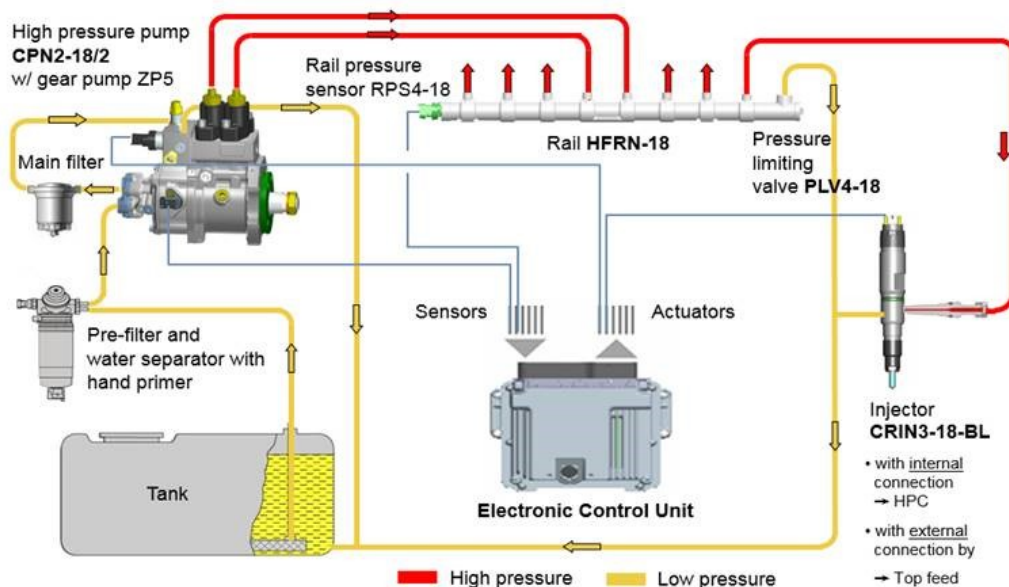 High pressure pump
CPN2-18/2
w/ gear pump ZP5
Rail pressure
sensor RPS4-18
Rail HFRN-18
Pressure
limiting
valve PLV4-18
Main filter
Sensors
Actuators
Pre-filter and
water separator with
hand primer
Tank
Electronic Control Unit
Injector
CRIN3-18-BL
• with internal
connection
→ HPC
• with external
connection by
→ Top feed
High pressure
Low pressure